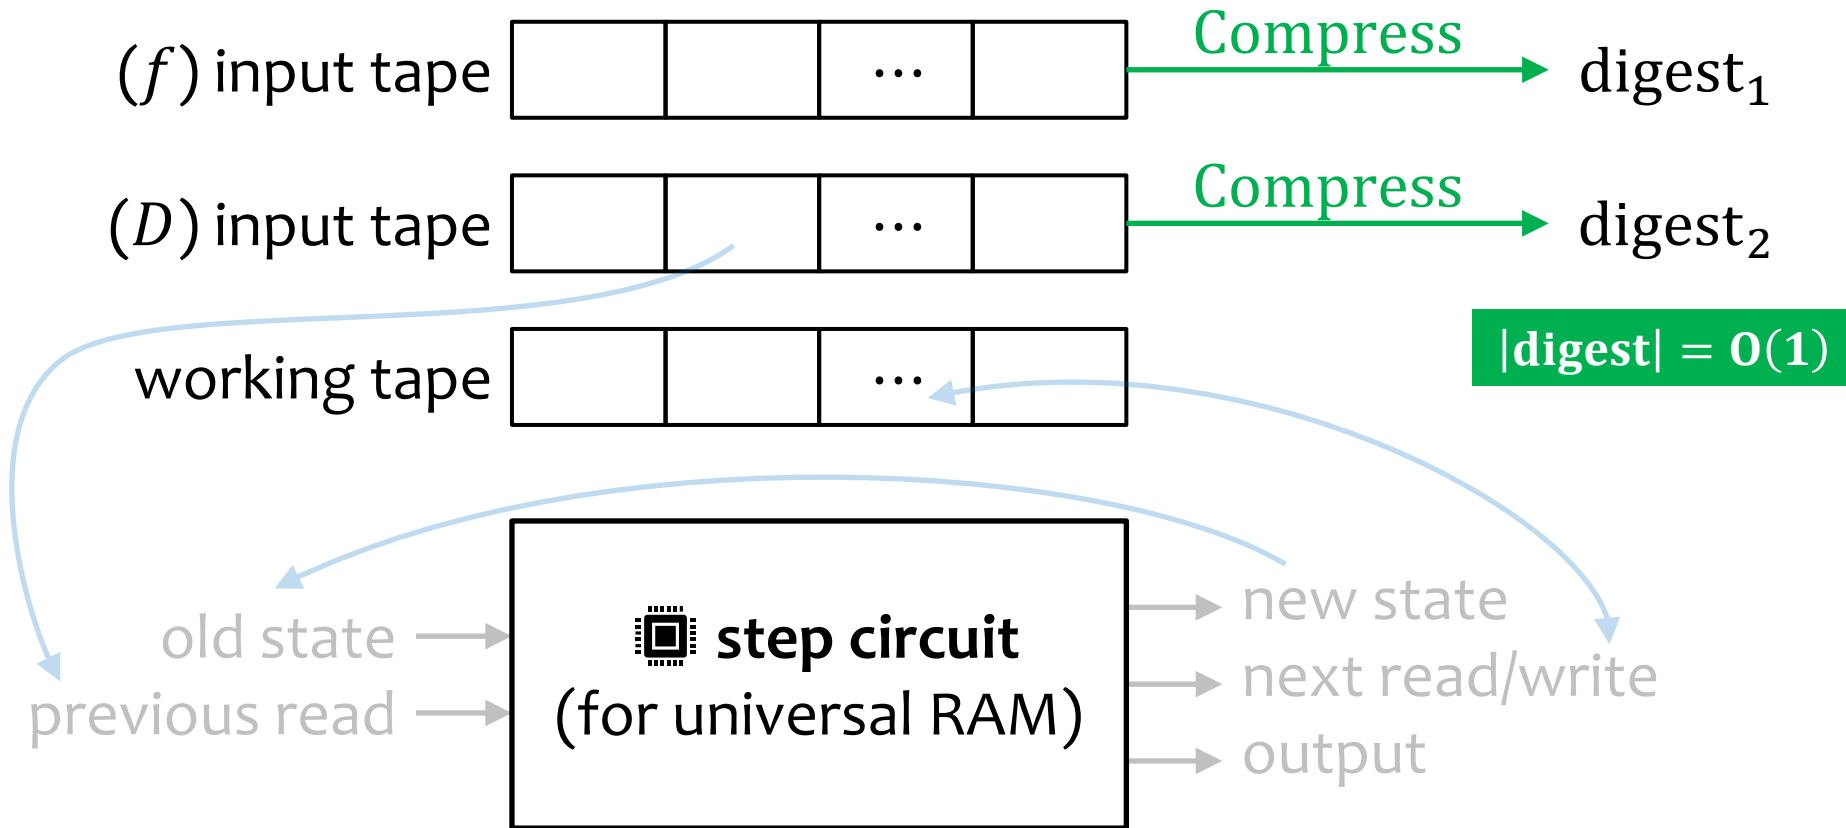 (f) input tape ... Compress digest₁
(D) input tape ... Compress digest₂
|digest| = O(1)
working tape ...
old state
previous read
step circuit
(for universal RAM)
new state
next read/write
output